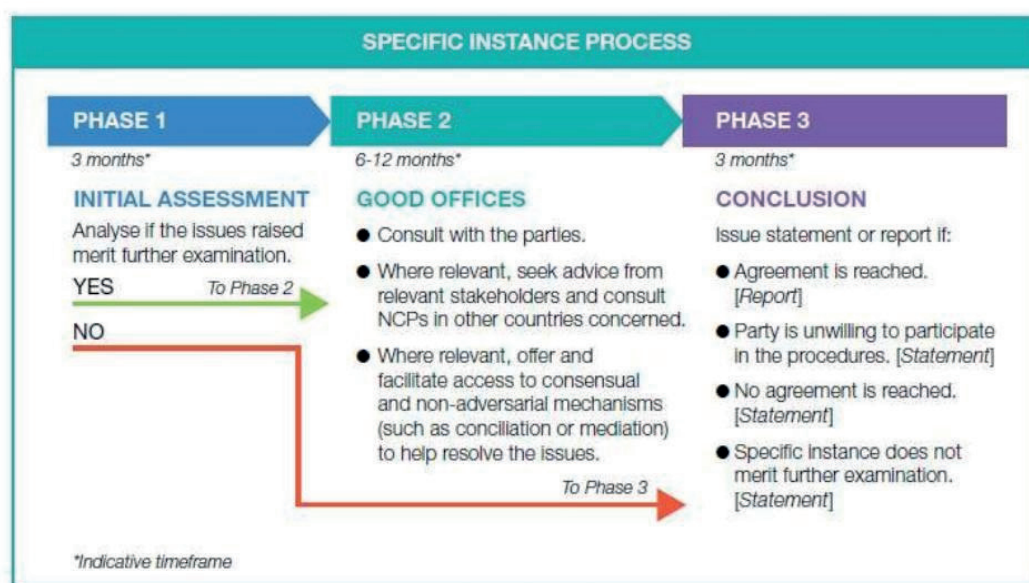 SPECIFIC INSTANCE PROCESS
PHASE 1
3 months*
INITIAL ASSESSMENT
Analyse if the issues raised
merit further examination.
YES
To Phase 2
NO
PHASE 2
6-12 months*
GOOD OFFICES
● Consult with the parties.
● Where relevant, seek advice from
relevant stakeholders and consult
NCPs in other countries concerned.
● Where relevant, offer and
facilitate access to consensual
and non-adversarial mechanisms
(such as conciliation or mediation)
to help resolve the issues.
To Phase 3
PHASE 3
3 months*
CONCLUSION
Issue statement or report if:
● Agreement is reached.
[Report]
● Party is unwilling to participate
in the procedures. [Statement]
● No agreement is reached.
[Statement]
● Specific instance does not
merit further examination.
[Statement]
*Indicative timeframe